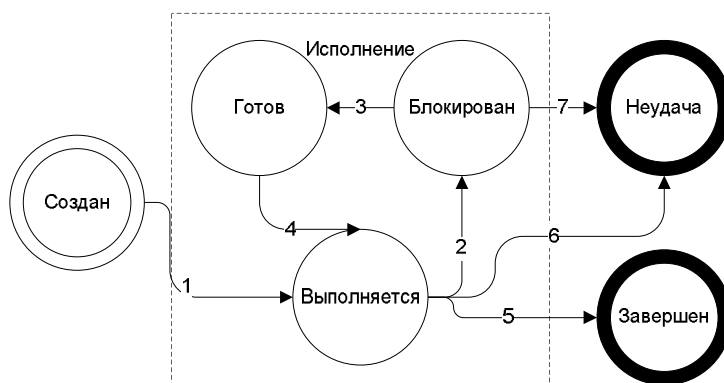 Исполнение
Готов
3
Блокирован
7
Неудача
Создан
4
2
6
1
Выполняется
5
Завершен